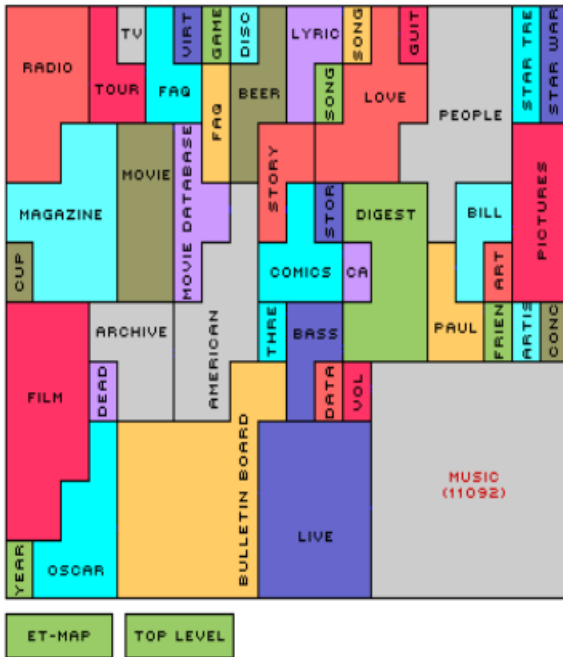 RADIO
TOUR
TV
FAQ
VIRT
GAME
FAQ
DISC
BEER
LYRIC
SONG
SONG
GUIT
LOVE
PEOPLE
STAR TRE
STAR WAR
MAGAZINE
MOVIE
MOVIE DATABASE
STORY
STOR
DIGEST
BILL
PICTURES
CUP
COMICS
CA
ART
ARCHIVE
AMERICAN
THRE
BASS
PAUL
FRIEN
ARTIS
CONC
FILM
DEAD
DATA
VOL
BULLETIN BOARD
MUSIC
(11092)
LIVE
YEAR
OSCAR
ET-MAP
TOP LEVEL